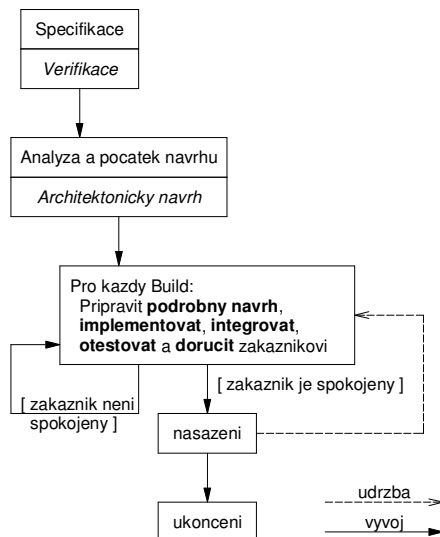 Specifikace
Verifikace
Analyza a pocatek navrhu
Architektonicky navrh
Pro kazdy Build:
Pripravit podrobny navrh,
implementovat, integrovat,
otestovat a dorucit zakaznikovi
[ zakaznik neni
spokojeny ]
[ zakaznik je spokojeny ]
nasazeni
ukonceni
udrzba
vyvoj